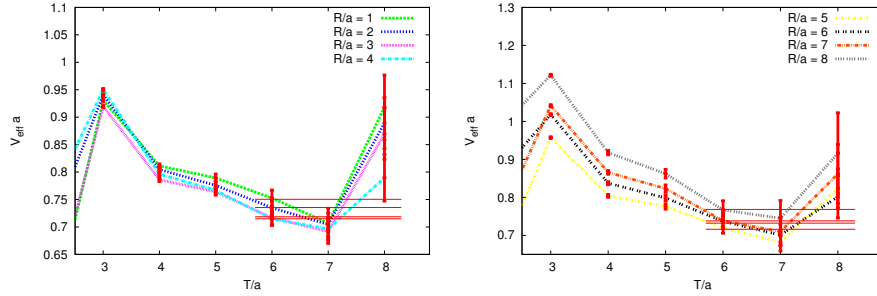 1.1
1.05
1
0.95
0.9
0.85
0.8
0.75
0.7
0.65
V eff a
3 4 5 6 7 8
T/a
R/a = 1
R/a = 2
R/a = 3
R/a = 4
1.3
1.2
1.1
1
0.9
0.8
0.7
V eff a
3 4 5 6 7 8
T/a
R/a = 5
R/a = 6
R/a = 7
R/a = 8